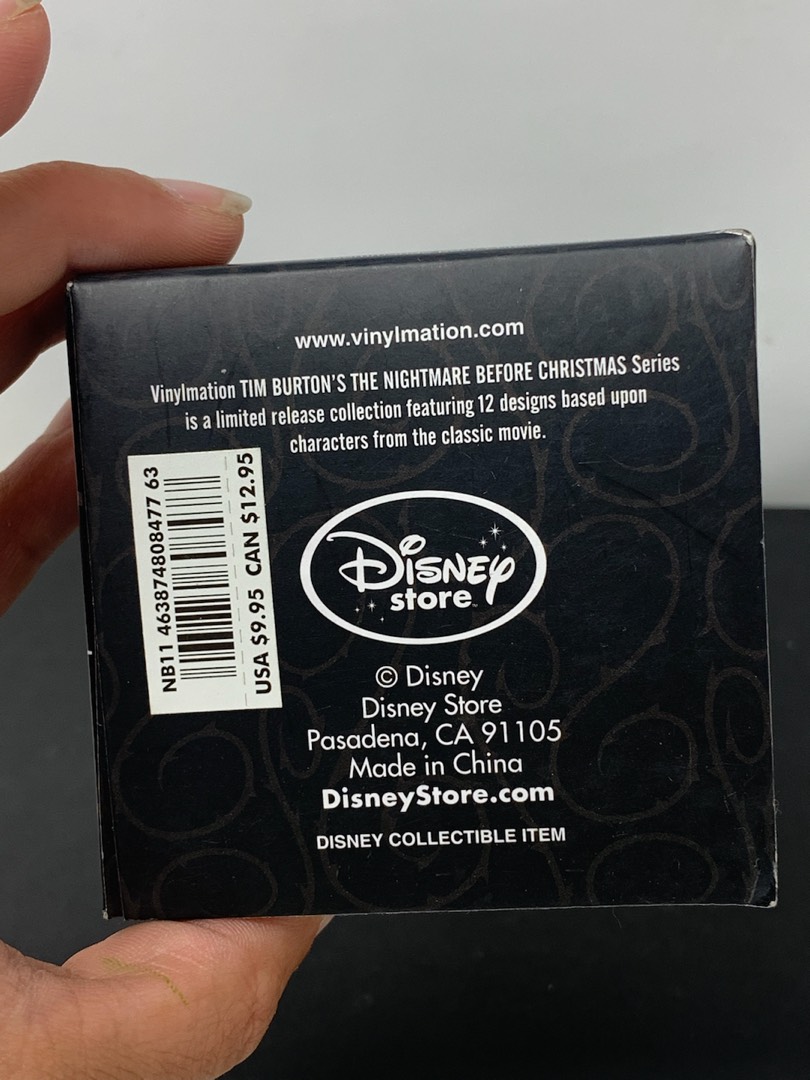 www.vinylmation.com
Vinylmation TIM BURTON'S THE NIGHTMARE BEFORE CHRISTMAS Series
is a limited release collection featuring 12 designs based upon
characters from the classic movie.
NB11 463874808477 63
USA $9.95 CAN $12.95
Disney
store
© Disney
Disney Store
Pasadena, CA 91105
Made in China
DisneyStore.com
DISNEY COLLECTIBLE ITEM